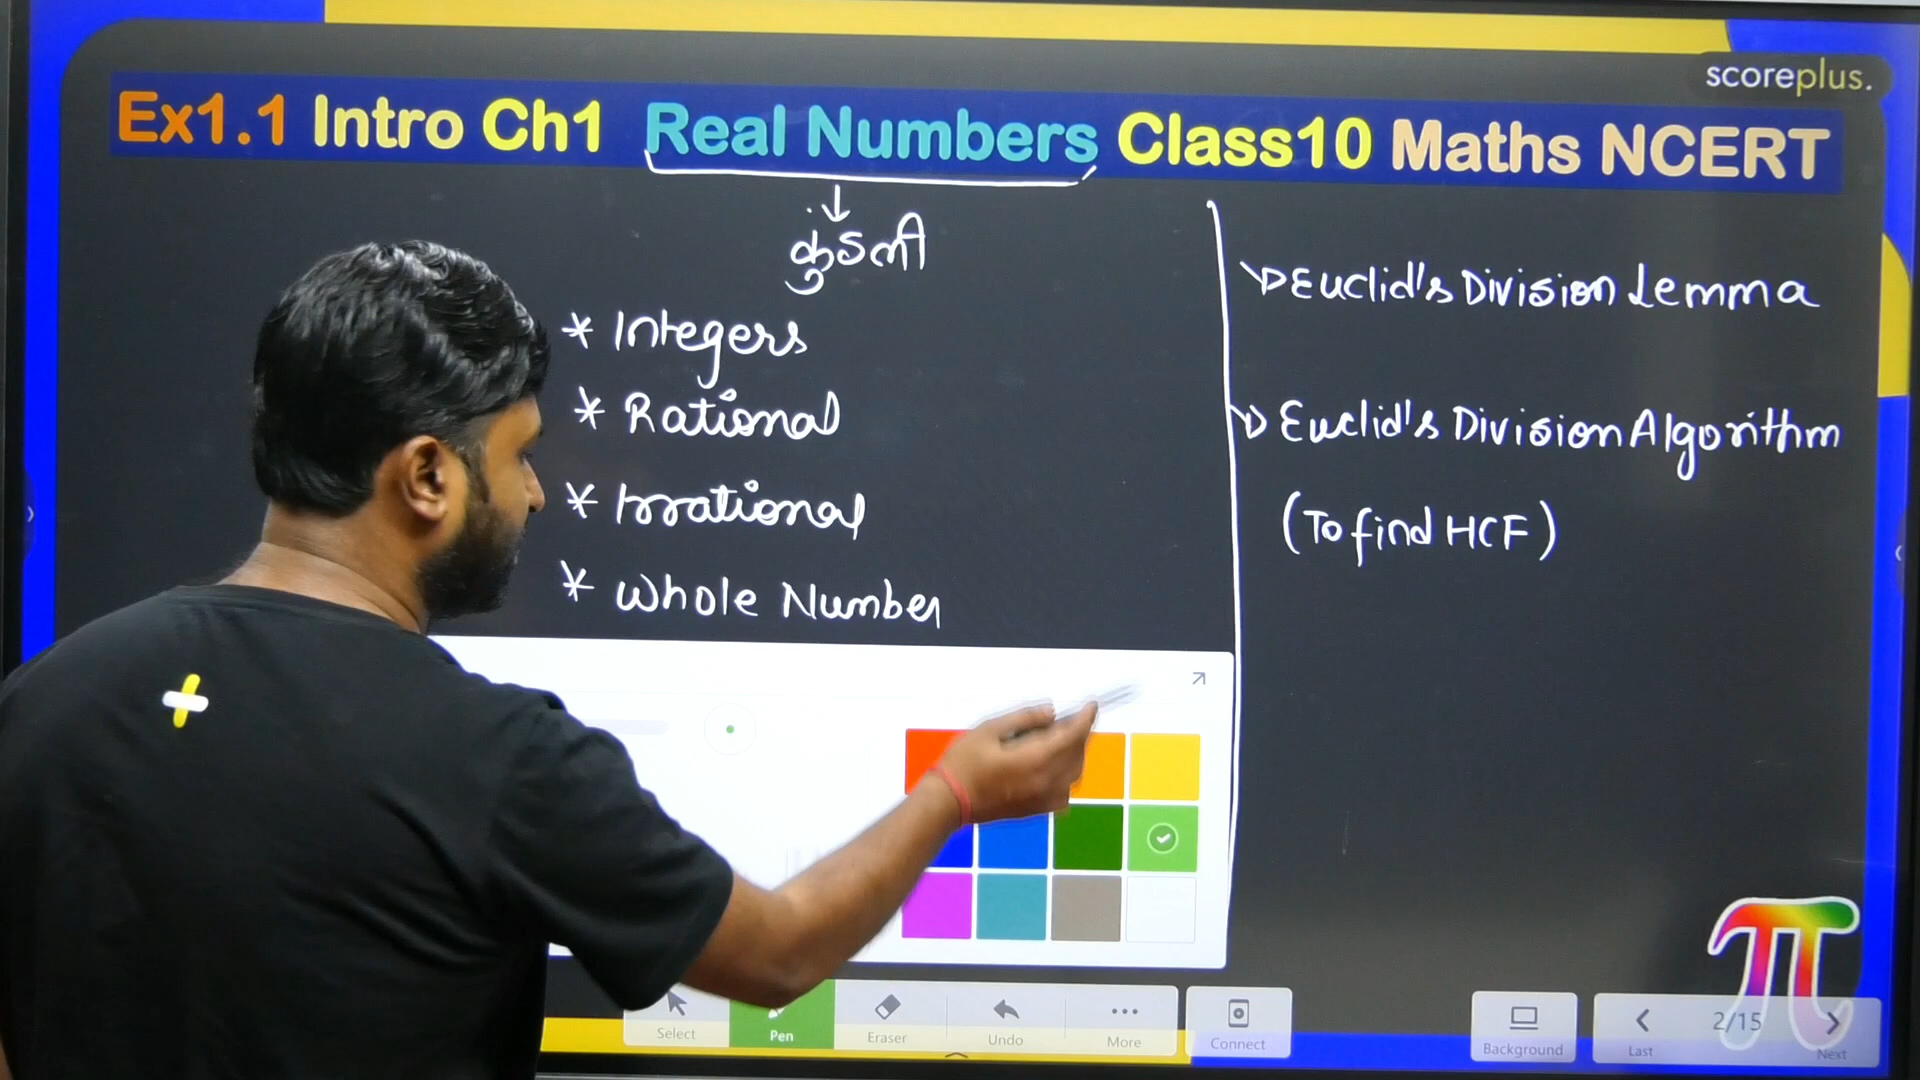 scoreplus.
Ex1.1 Intro Ch1 Real Numbers Class10 Maths NCERT
* Integers
* Rational
* Irrational
* Whole Number
Euclid's Division Lemma
Euclid's Division Algorithm
(To find HCF)
Select
Pen
Eraser
Undo
More
Connect
Background
Last
2/15
Next